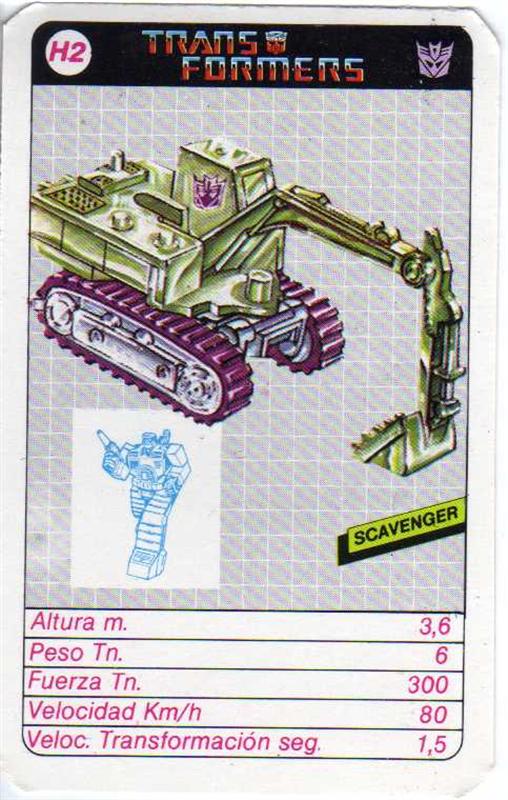 H2
TRANS
FORMERS
SCAVENGER
Altura m. 3,6
Peso Tn. 6
Fuerza Tn. 300
Velocidad Km/h 80
Veloc. Transformación seg. 1,5